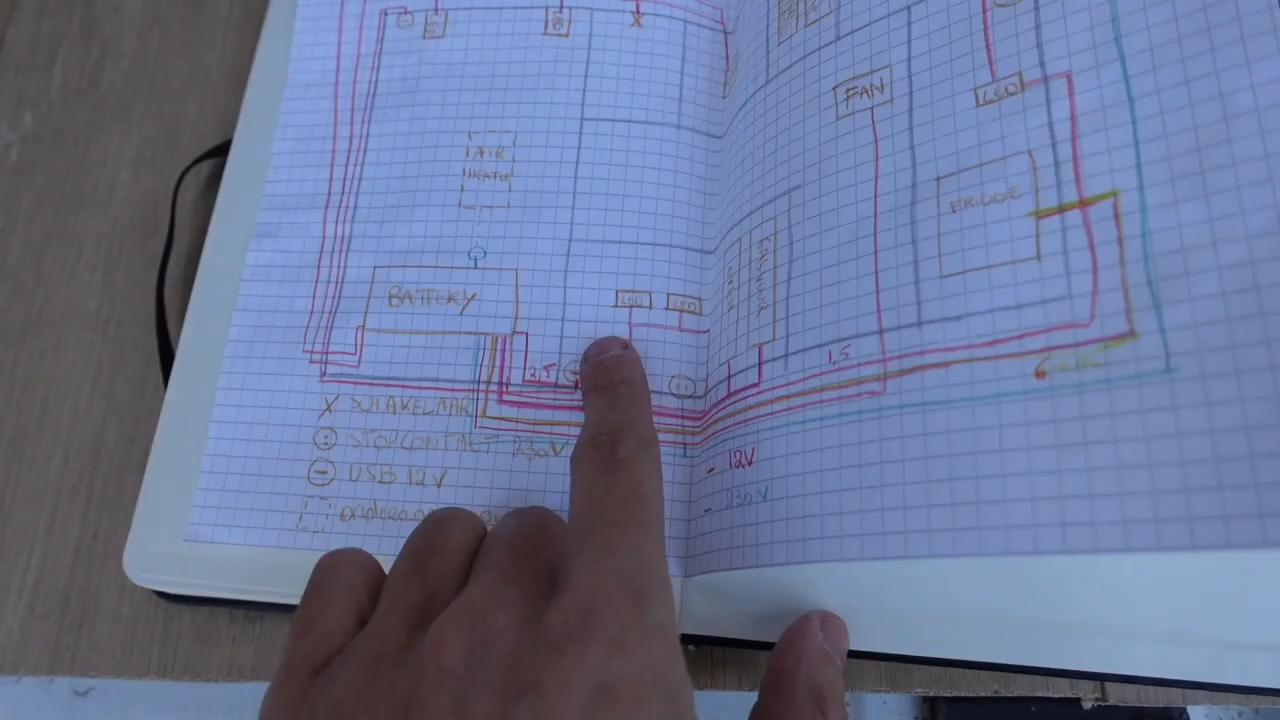 X
FAN
LED
AIR
HEATER
FRIDGE
BATTERY
LED
LED
1,5
2,5
6
X SCHAKELAAR
STOPCONTACT 230V
- 12V
USB 12V
- 230V